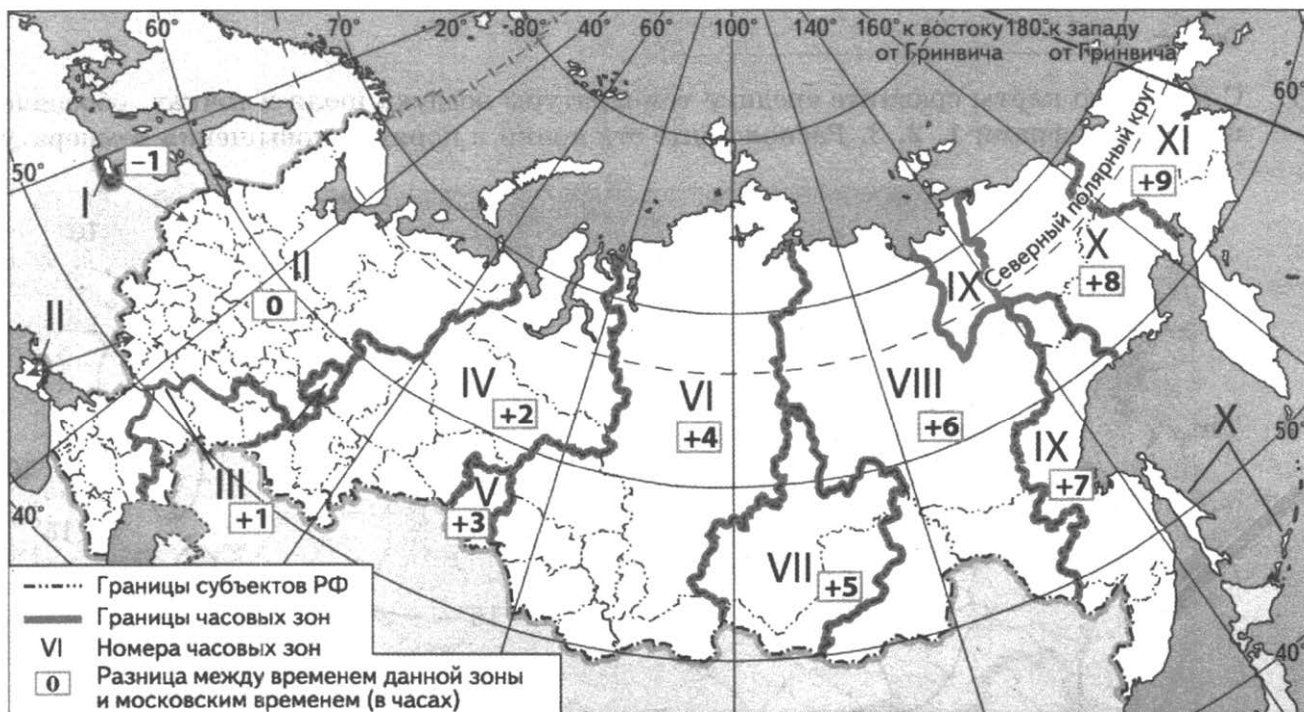 60°
70°
80°
60°
40°
80°
100°
120°
140°
160° к востоку
от Гринвича
180° к западу
от Гринвича
60°
50°
−1
I
II
0
II
40°
III
+1
IV
+2
V
+3
VI
+4
VII
+5
VIII
+6
IX
IX
+7
X
+8
XI
+9
Северный полярный круг
X
50°
40°
Границы субъектов РФ
Границы часовых зон
VI Номера часовых зон
0 Разница между временем данной зоны
и московским временем (в часах)